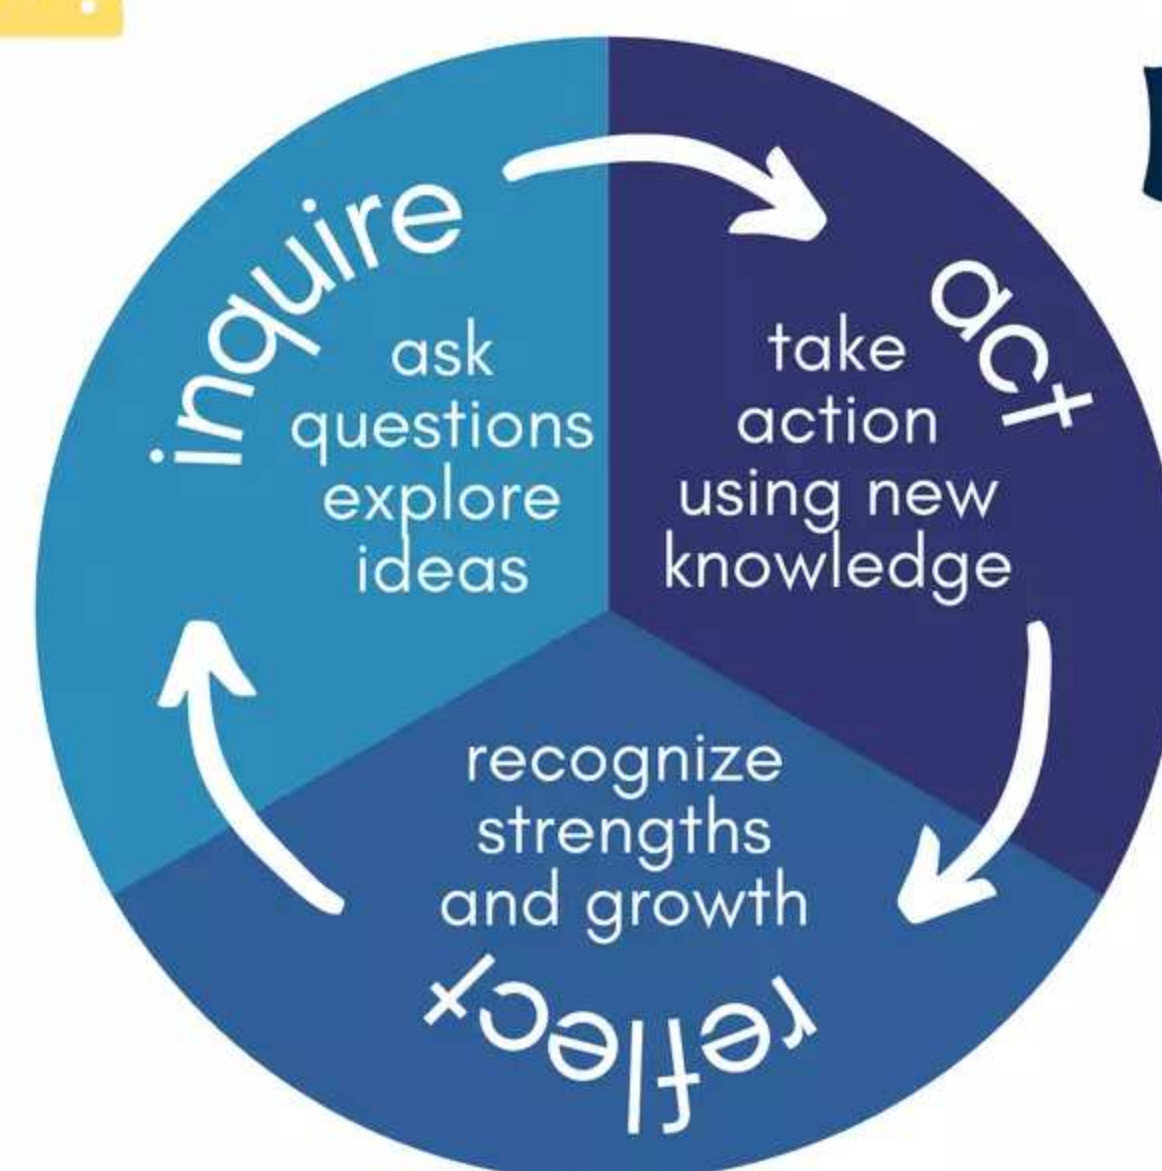 inquire
ask
questions
explore
ideas
act
take
action
using new
knowledge
recognize
strengths
and growth
reflect